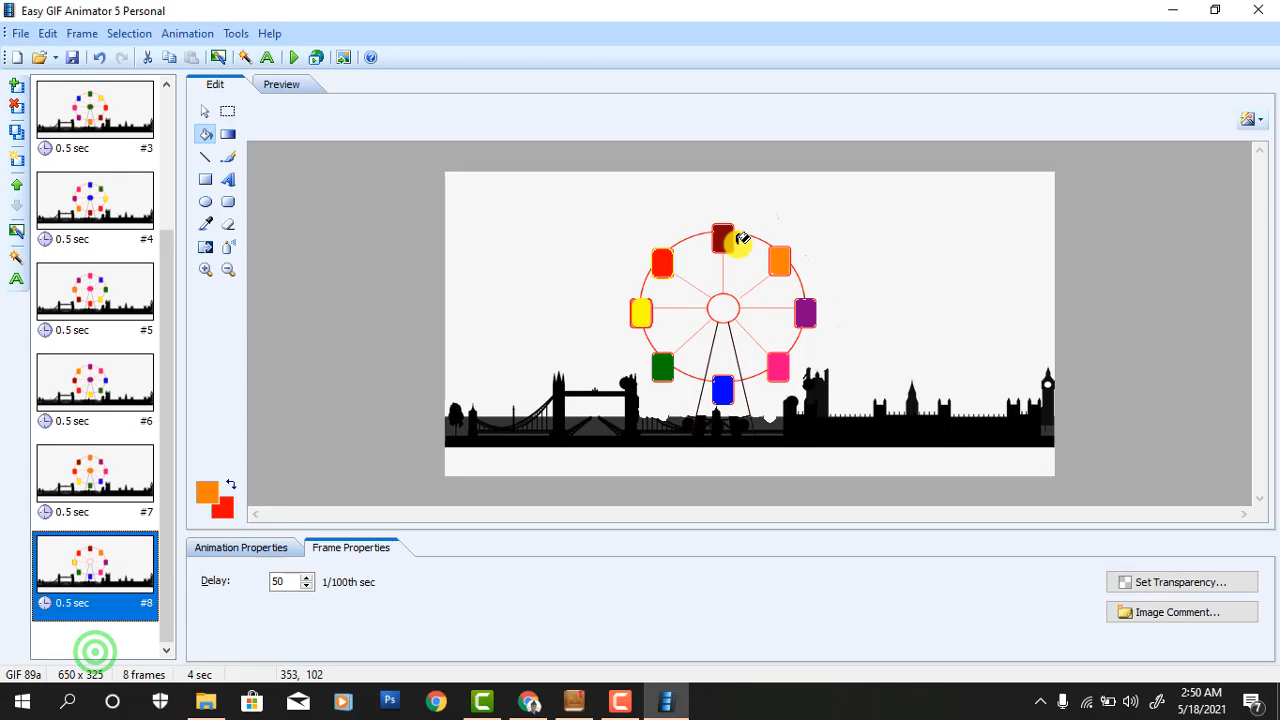 Easy GIF Animator 5 Personal
File Edit Frame Selection Animation Tools Help
Edit Preview
0.5 sec #3
0.5 sec #4
0.5 sec #5
0.5 sec #6
0.5 sec #7
0.5 sec #8
Animation Properties Frame Properties
Delay: 50 1/100th sec
Set Transparency...
Image Comment...
GIF 89a 650 x 325 8 frames 4 sec 353, 102
Ps
2:50 AM
5/18/2021
7